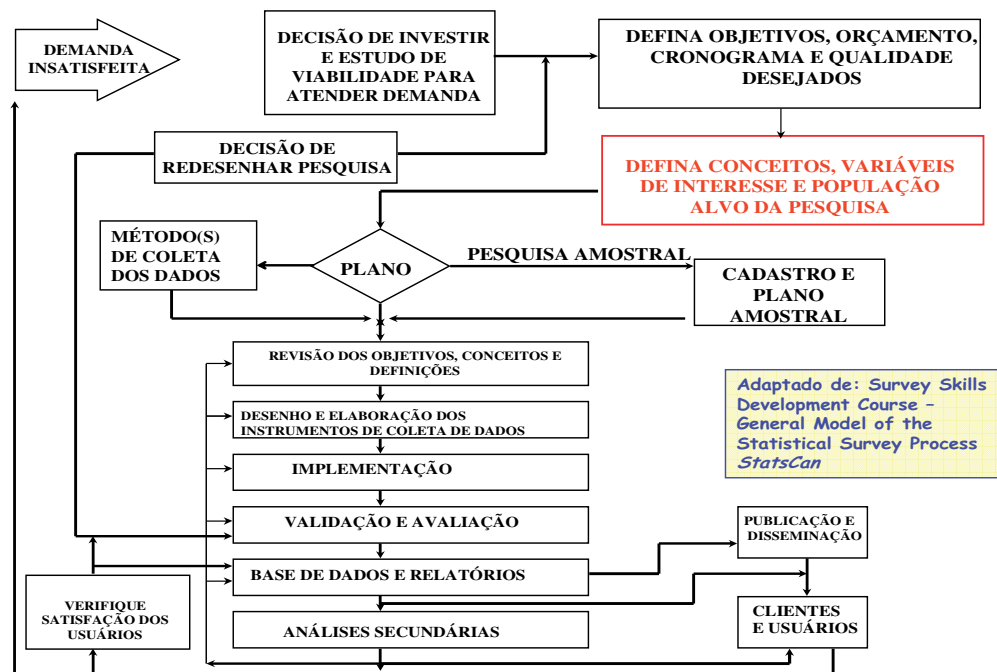 DEMANDA
INSATISFEITA
DECISÃO DE INVESTIR
E ESTUDO DE
VIABILIDADE PARA
ATENDER DEMANDA
DEFINA OBJETIVOS, ORÇAMENTO,
CRONOGRAMA E QUALIDADE
DESEJADOS
DECISÃO DE
REDESENHAR PESQUISA
DEFINA CONCEITOS, VARIÁVEIS
DE INTERESSE E POPULAÇÃO
ALVO DA PESQUISA
MÉTODO(S)
DE COLETA
DOS DADOS
PLANO
PESQUISA AMOSTRAL
CADASTRO E
PLANO
AMOSTRAL
REVISÃO DOS OBJETIVOS, CONCEITOS E
DEFINIÇÕES
DESENHO E ELABORAÇÃO DOS
INSTRUMENTOS DE COLETA DE DADOS
IMPLEMENTAÇÃO
VALIDAÇÃO E AVALIAÇÃO
BASE DE DADOS E RELATÓRIOS
ANÁLISES SECUNDÁRIAS
Adaptado de: Survey Skills
Development Course –
General Model of the
Statistical Survey Process
StatsCan
PUBLICAÇÃO E
DISSEMINAÇÃO
CLIENTES
E USUÁRIOS
VERIFIQUE
SATISFAÇÃO DOS
USUÁRIOS